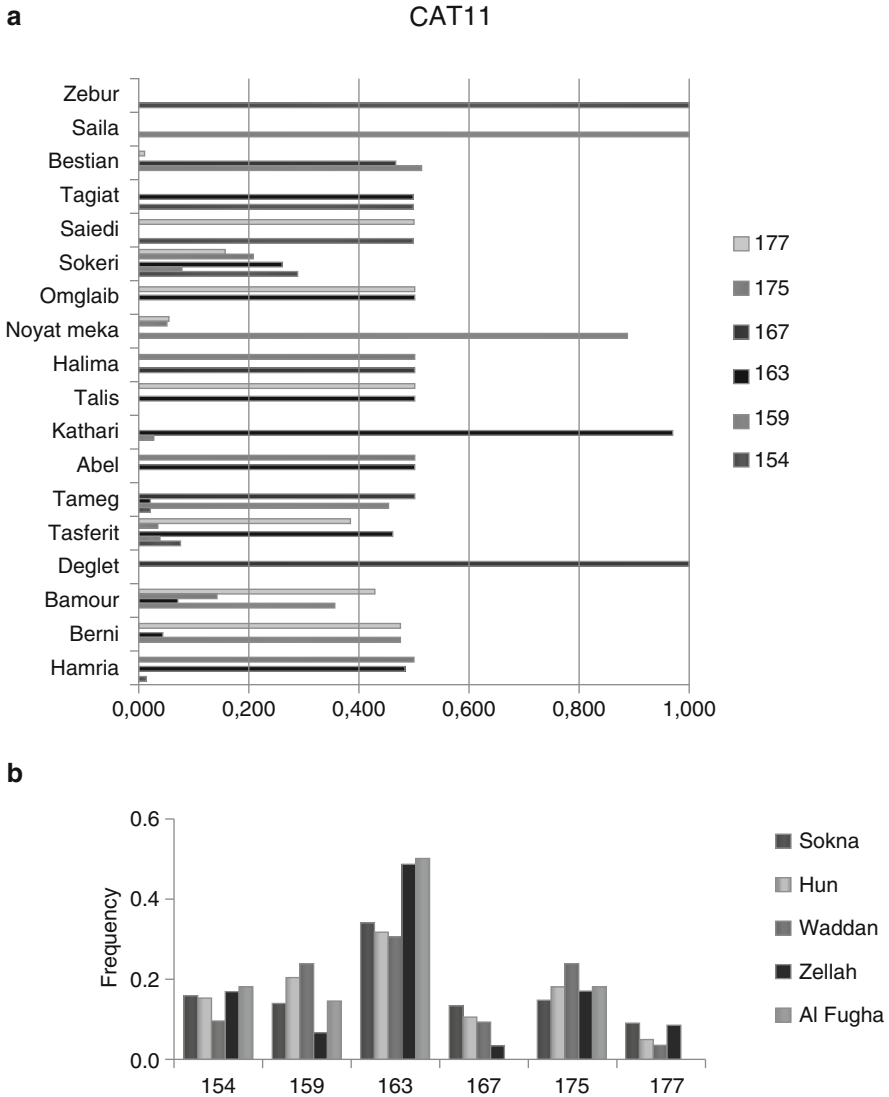 a
CAT11
Zebur
Saila
Bestian
Tagiat
Saiedi
Sokeri
Omglaib
Noyat meka
Halima
Talis
Kathari
Abel
Tameg
Tasferit
Deglet
Bamour
Berni
Hamria
0,000 0,200 0,400 0,600 0,800 1,000
177
175
167
163
159
154
b
Frequency
0.6
0.4
0.2
0.0
154 159 163 167 175 177
Sokna
Hun
Waddan
Zellah
Al Fugha